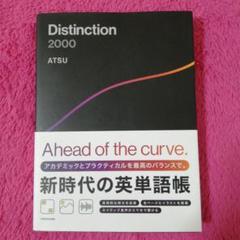 Distinction
2000
ATSU
Ahead of the curve.
アカデミックとプラクティカルを最高のバランスで。
新時代の英単語帳